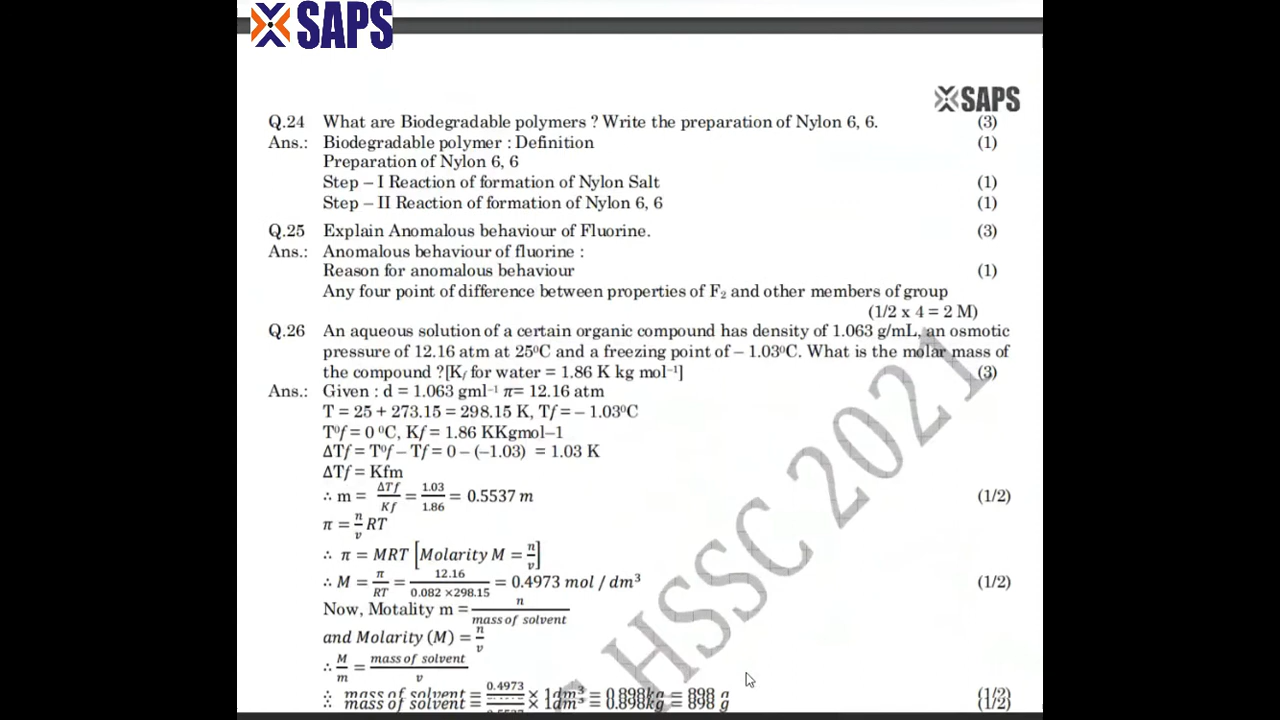 SAPS
SAPS
Q.24 What are Biodegradable polymers ? Write the preparation of Nylon 6, 6. (3)
Ans.: Biodegradable polymer : Definition (1)
Preparation of Nylon 6, 6
Step – I Reaction of formation of Nylon Salt (1)
Step – II Reaction of formation of Nylon 6, 6 (1)
Q.25 Explain Anomalous behaviour of Fluorine. (3)
Ans.: Anomalous behaviour of fluorine :
Reason for anomalous behaviour (1)
Any four point of difference between properties of F₂ and other members of group
(1/2 x 4 = 2 M)
Q.26 An aqueous solution of a certain organic compound has density of 1.063 g/mL, an osmotic
pressure of 12.16 atm at 25⁰C and a freezing point of – 1.03⁰C. What is the molar mass of
the compound ?[Kf for water = 1.86 K kg mol⁻¹] (3)
Ans.: Given : d = 1.063 gml⁻¹ π= 12.16 atm
T = 25 + 273.15 = 298.15 K, Tf = – 1.03⁰C
T⁰f = 0 ⁰C, Kf = 1.86 KKgmol–1
ΔTf = T⁰f – Tf = 0 – (–1.03) = 1.03 K
ΔTf = Kfm
∴ m = ΔTf/Kf = 1.03/1.86 = 0.5537 m (1/2)
π = n/v RT
∴ π = MRT [Molarity M = n/v]
∴ M = π/RT = 12.16/0.082 ×298.15 = 0.4973 mol / dm³ (1/2)
Now, Motality m = n/mass of solvent
and Molarity (M) = n/v
∴ M/m = mass of solvent/v
∴ mass of solvent = 0.4973/0.5537 × 1dm³ = 0.898kg = 898 g (1/2)
HSSC 2021